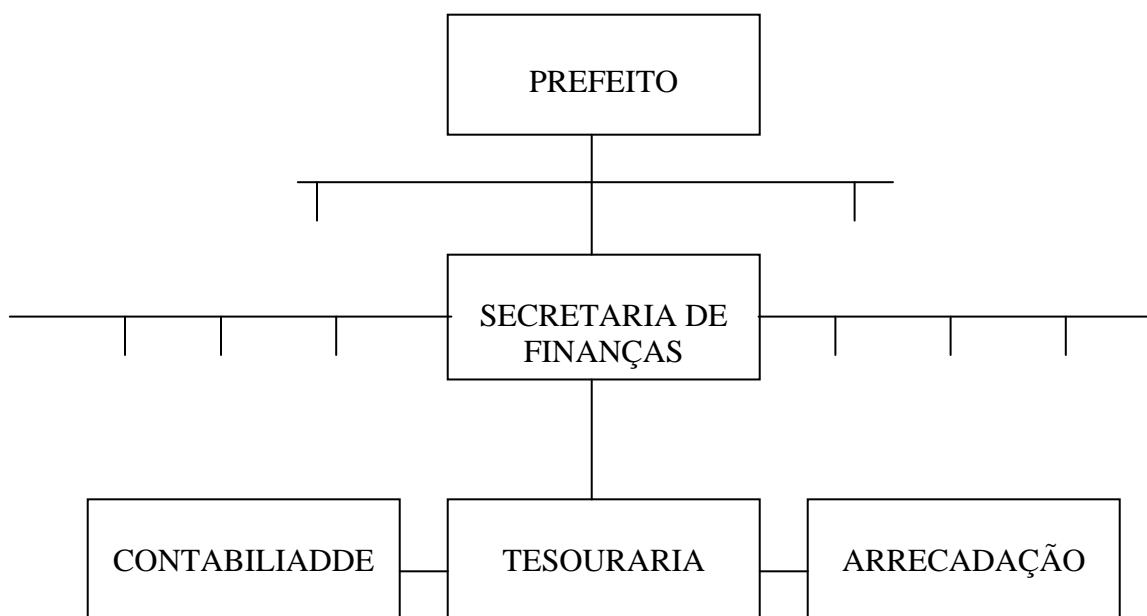 PREFEITO
SECRETARIA DE
FINANÇAS
CONTABILIADDE
TESOURARIA
ARRECADAÇÃO